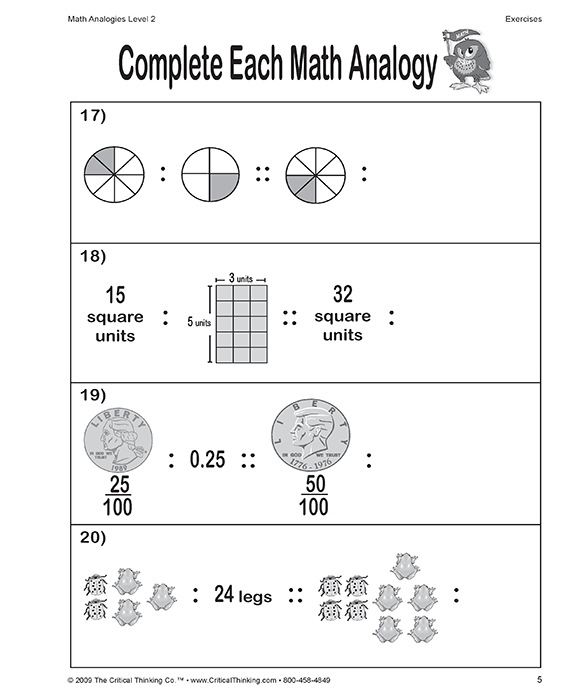 Math Analogies Level 2
Exercises
Complete Each Math Analogy
MATH
17)
: :: :
18)
15
square
units
:
3 units
5 units
::
32
square
units
:
19)
LIBERTY
IN GOD WE TRUST
1989
25
100
: 0.25 ::
LIBERTY
IN GOD WE TRUST
1776 - 1976
50
100
:
20)
: 24 legs :: :
© 2009 The Critical Thinking Co.™ • www.CriticalThinking.com • 800-458-4849
5